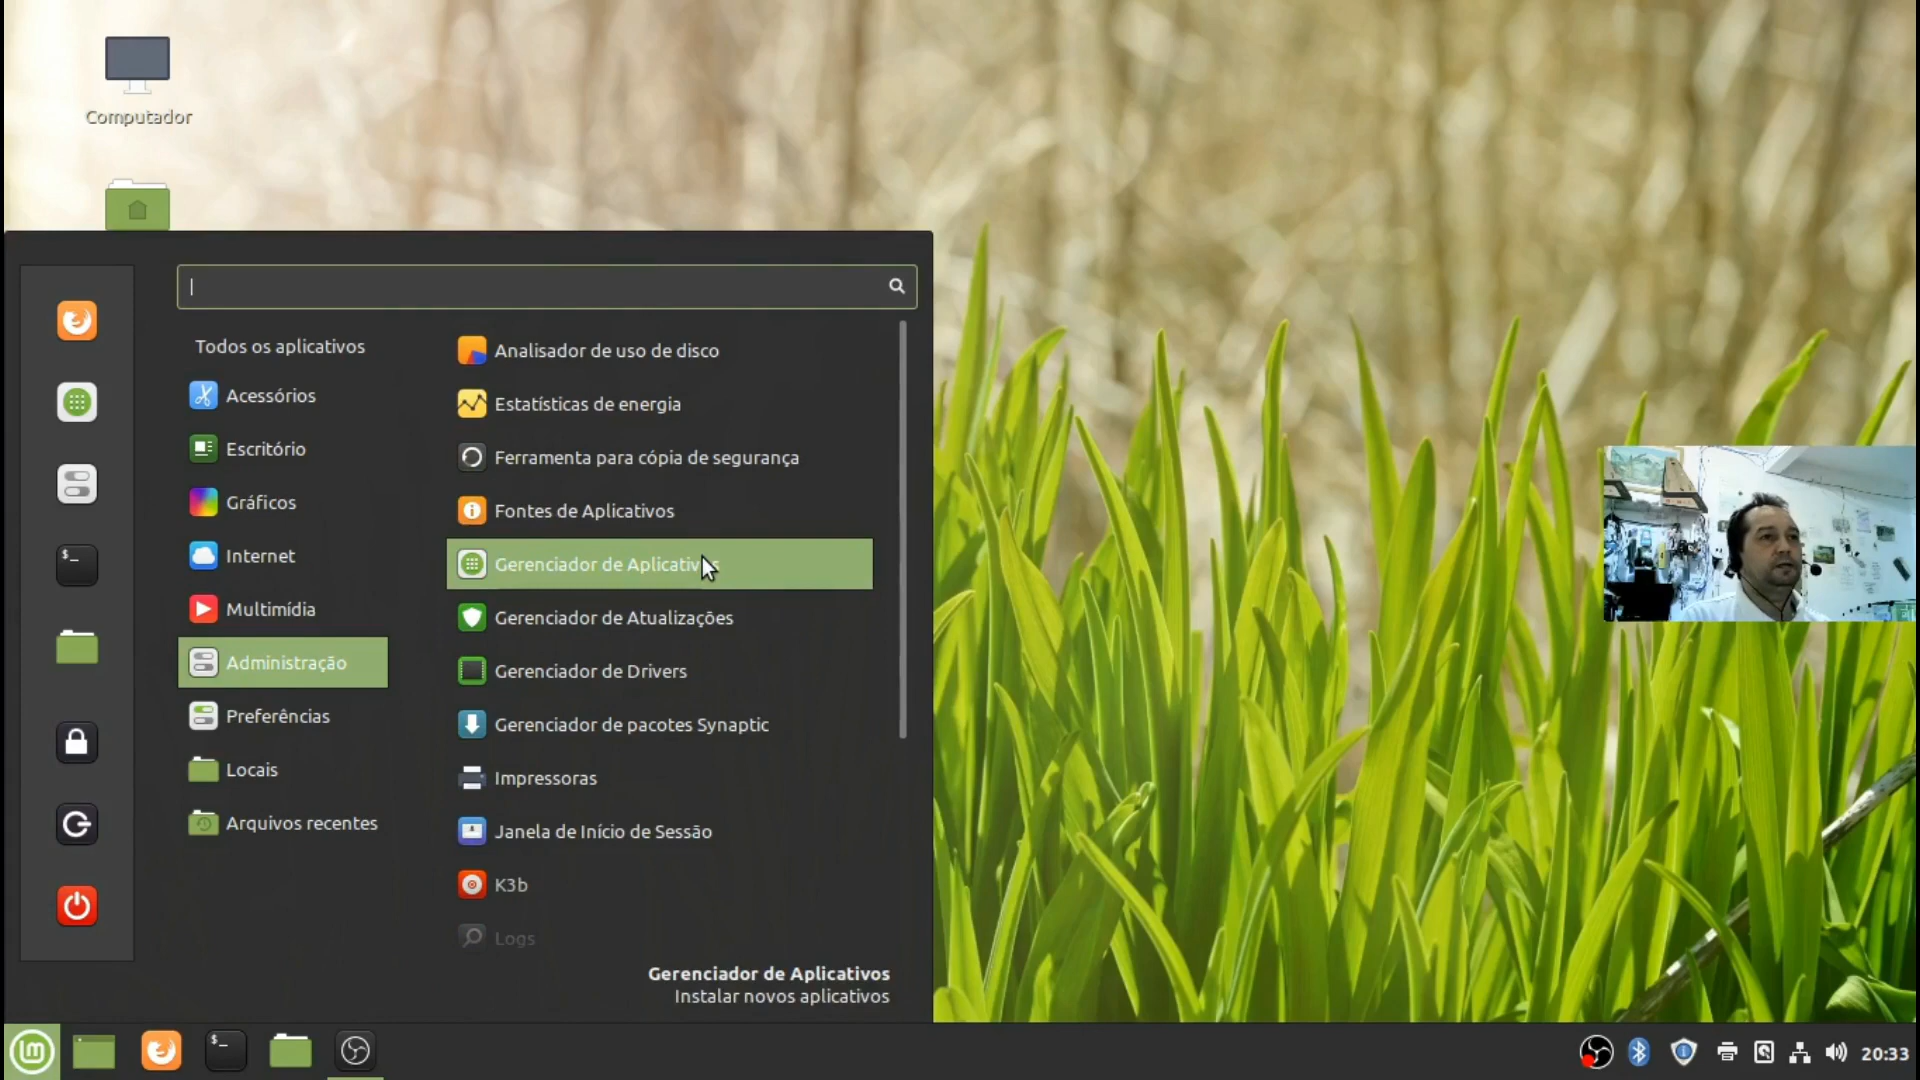 Computador
Todos os aplicativos
Acessórios
Escritório
Gráficos
Internet
Multimídia
Administração
Preferências
Locais
Arquivos recentes
Analisador de uso de disco
Estatísticas de energia
Ferramenta para cópia de segurança
Fontes de Aplicativos
Gerenciador de Aplicativos
Gerenciador de Atualizações
Gerenciador de Drivers
Gerenciador de pacotes Synaptic
Impressoras
Janela de Início de Sessão
K3b
Logs
Gerenciador de Aplicativos
Instalar novos aplicativos
20:33